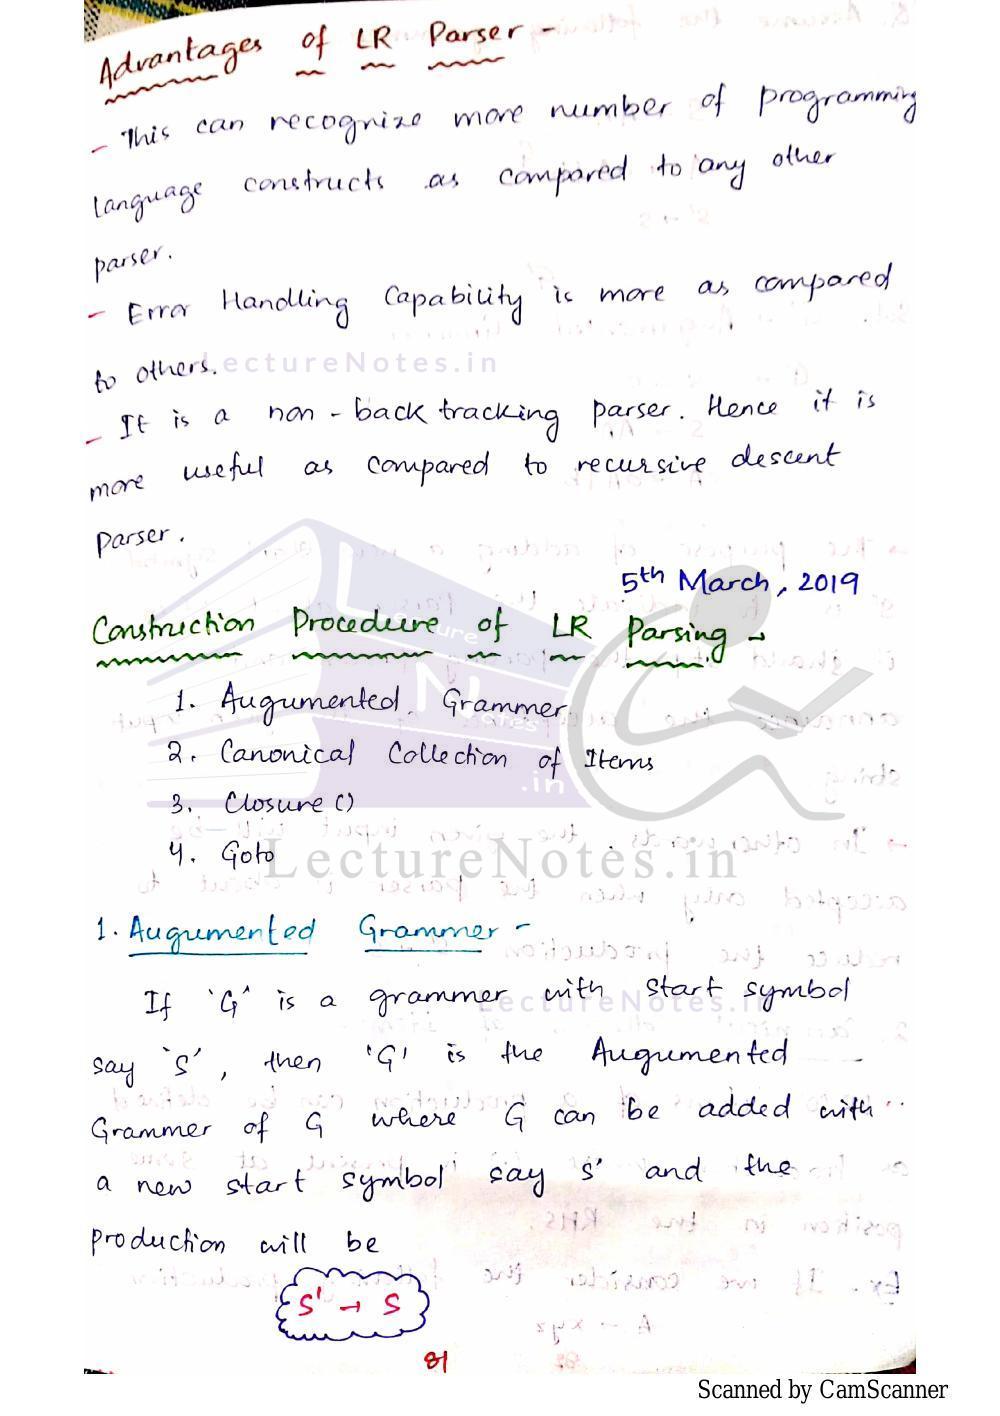 Advantages of LR Parser -
- This can recognize more number of programming
language constructs as compared to any other
parser.
- Error Handling Capability is more as compared
to others.
LectureNotes.in
- It is a non-backtracking parser. Hence it is
more useful as compared to recursive descent
parser.
5th March, 2019
Construction Procedure of LR Parsing →
1. Augumented Grammer
2. Canonical Collection of Items
3. Closure ()
4. Goto
LectureNotes.in
1. Augumented Grammer -
If 'G' is a grammer with start symbol
LectureNotes.in
say 'S', then 'G' is the Augumented
Grammer of G where G can be added with
a new start symbol say S' and the
production will be
S' → S
81
Scanned by CamScanner